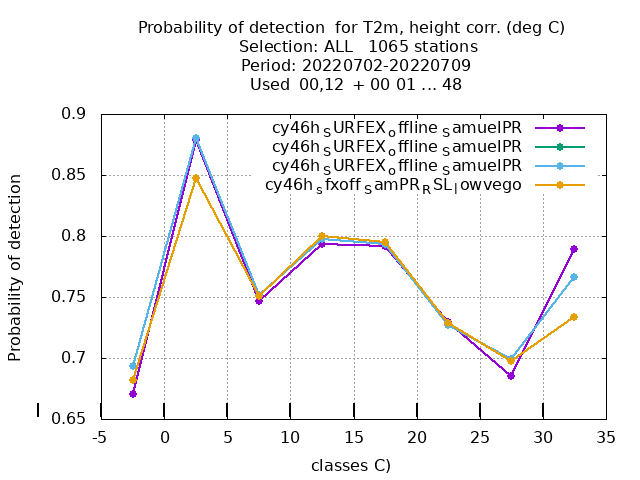 Probability of detection  for T2m, height corr. (deg C)
Selection: ALL   1065 stations
Period: 20220702-20220709
Used  00,12  + 00 01 ... 48
cy46h_SURFEX_offline_SamuelPR
cy46h_SURFEX_offline_SamuelPR
cy46h_SURFEX_offline_SamuelPR
cy46h_sfxoff_SamPR_RSL_lowvego
0.9
0.85
0.8
0.75
0.7
0.65
Probability of detection
-5 0 5 10 15 20 25 30 35
classes C)